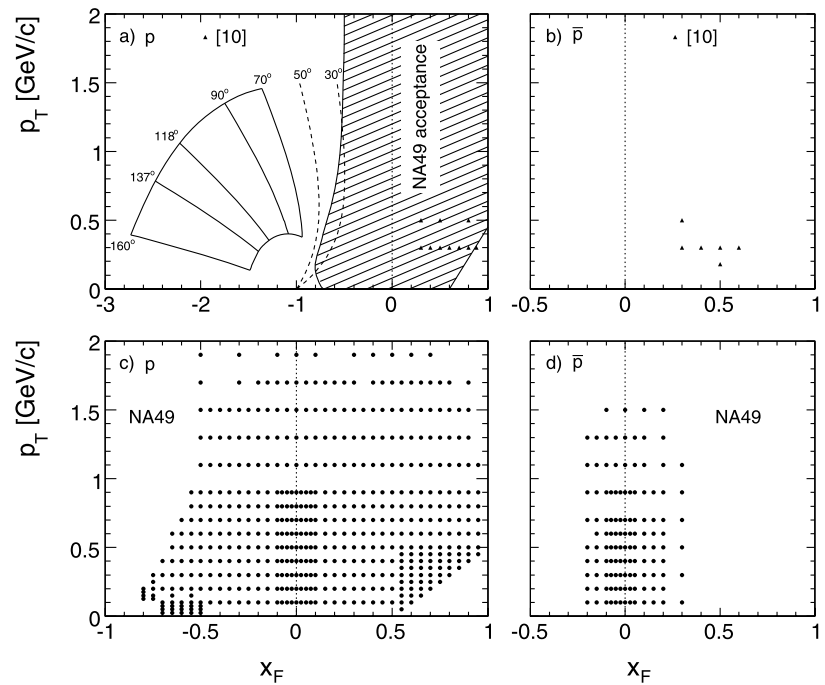 a) p ▲ [10]
b) p̅ ▲ [10]
p_T [GeV/c]
2
1.5
1
0.5
0
70°
50°
30°
90°
118°
137°
160°
NA49 acceptance
-3 -2 -1 0 1
-0.5 0 0.5 1
c) p
d) p̅
p_T [GeV/c]
2
1.5
1
0.5
0
NA49
NA49
-1 -0.5 0 0.5 1
-0.5 0 0.5 1
x_F
x_F